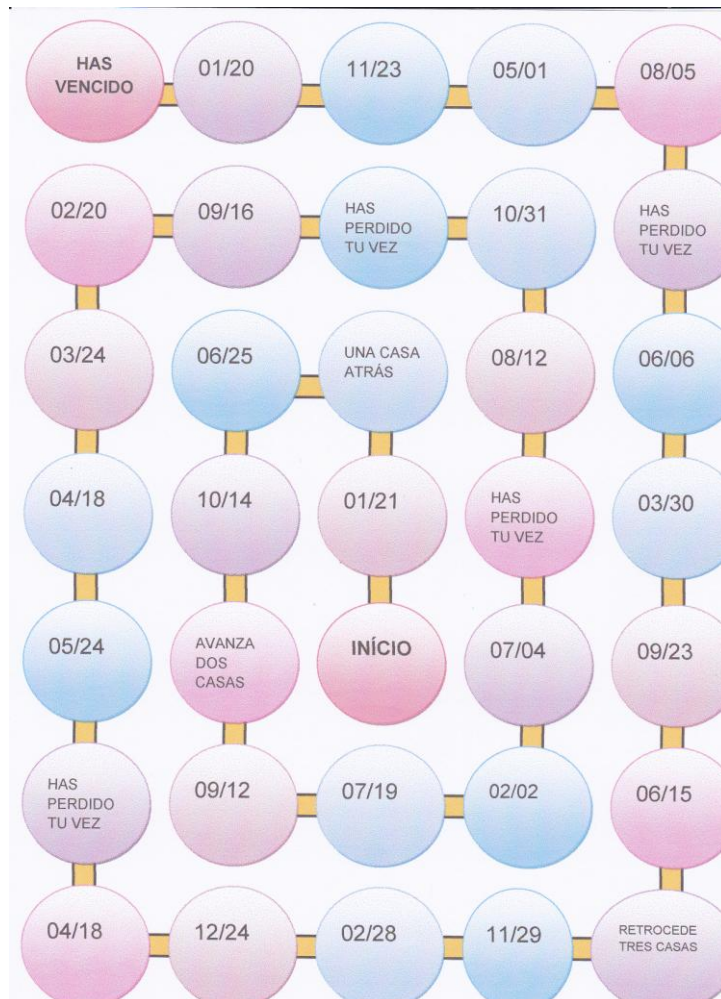 HAS
VENCIDO
01/20
11/23
05/01
08/05
02/20
09/16
HAS
PERDIDO
TU VEZ
10/31
HAS
PERDIDO
TU VEZ
03/24
06/25
UNA CASA
ATRÁS
08/12
06/06
04/18
10/14
01/21
HAS
PERDIDO
TU VEZ
03/30
05/24
AVANZA
DOS
CASAS
INÍCIO
07/04
09/23
HAS
PERDIDO
TU VEZ
09/12
07/19
02/02
06/15
04/18
12/24
02/28
11/29
RETROCEDE
TRES CASAS